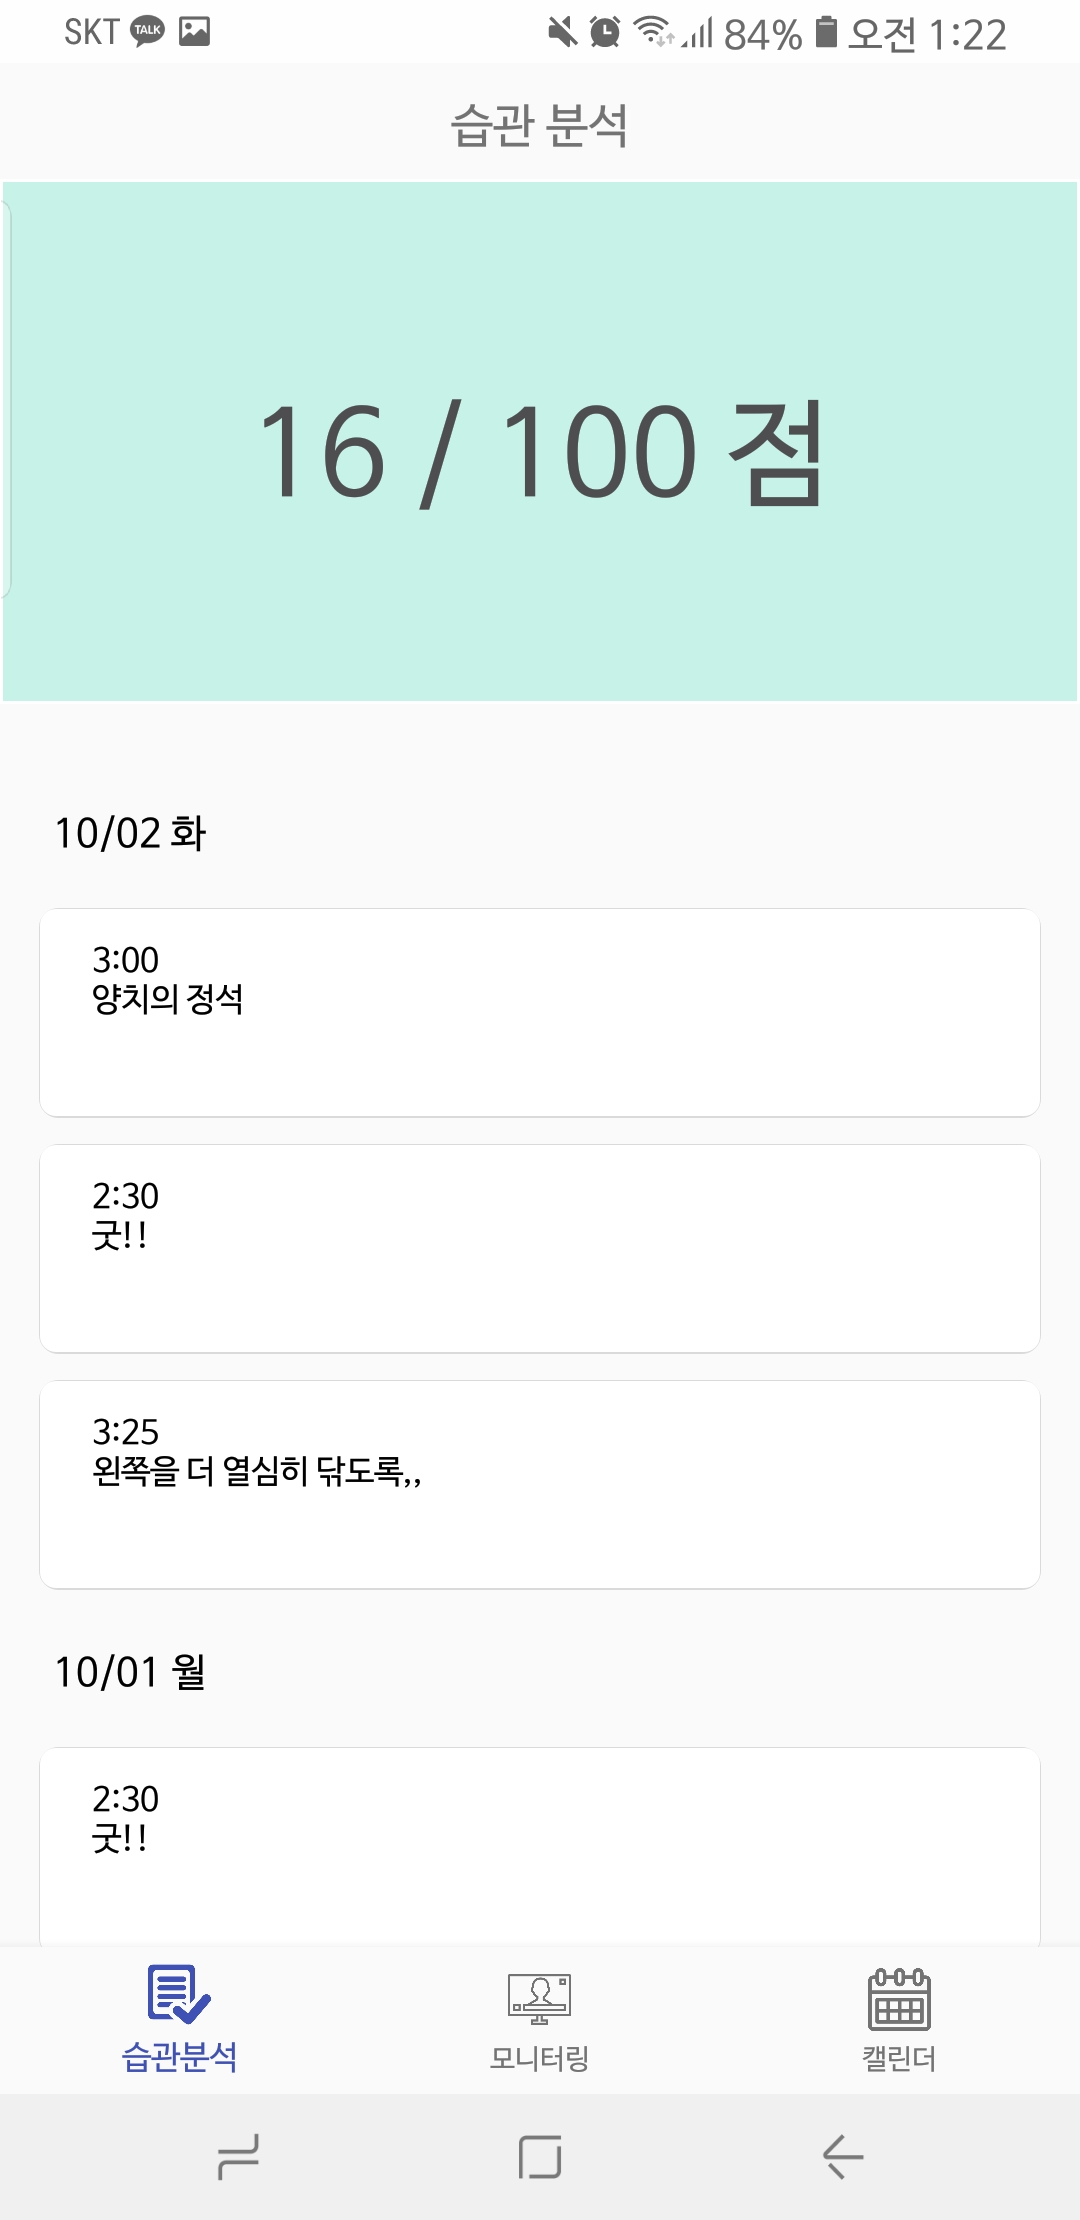 SKT TALK 84% 오전 1:22
습관 분석
16 / 100 점
10/02 화
3:00
양치의 정석
2:30
굿!!
3:25
왼쪽을 더 열심히 닦도록,,
10/01 월
2:30
굿!!
습관분석 모니터링 캘린더